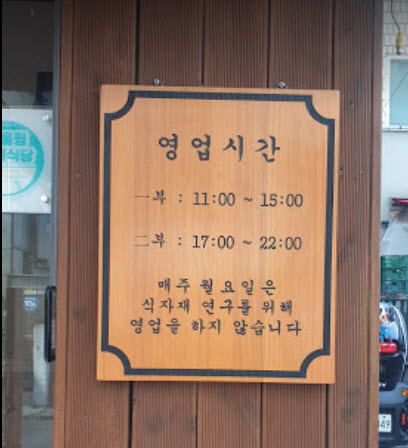 영업시간
一부 : 11:00 ~ 15:00
二부 : 17:00 ~ 22:00
매주 월요일은
식자재 연구를 위해
영업을 하지 않습니다
식당